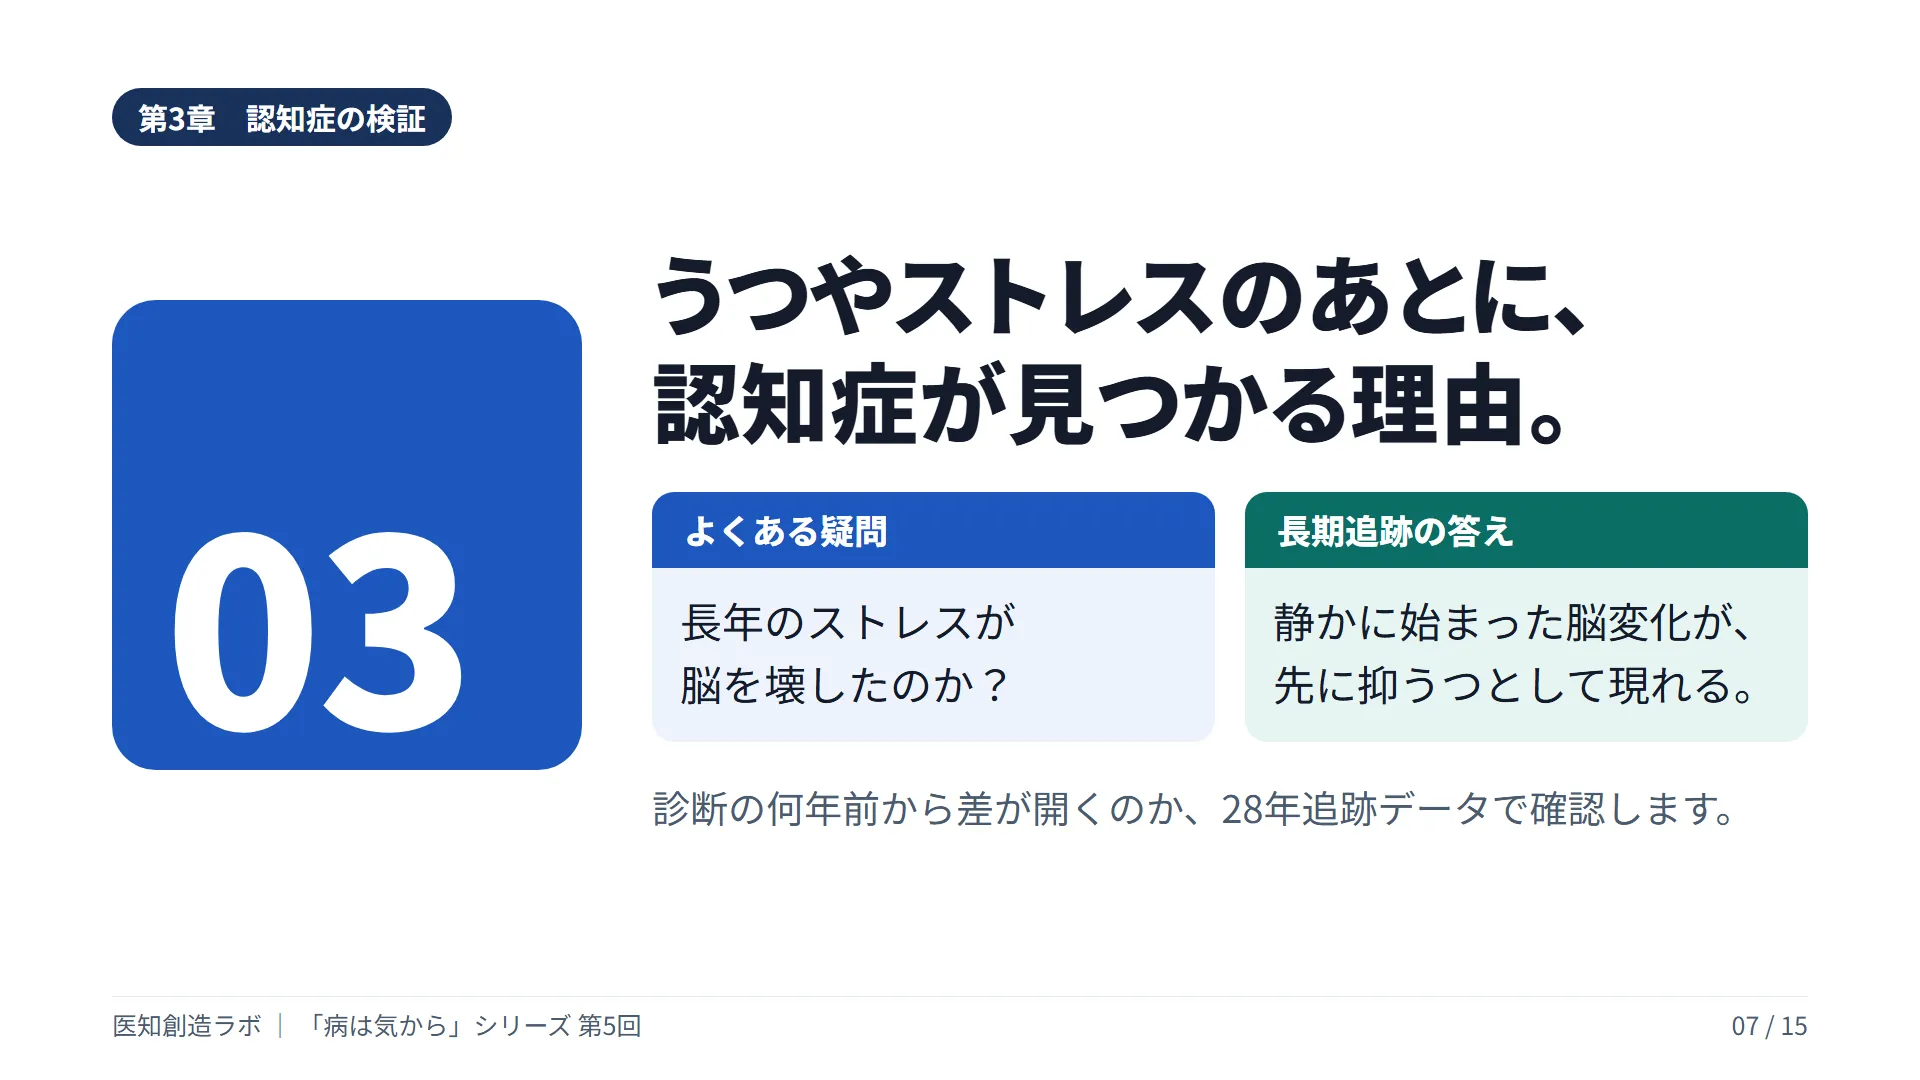 第3章　認知症の検証
03
うつやストレスのあとに、
認知症が見つかる理由。
よくある疑問
長年のストレスが
脳を壊したのか？
長期追跡の答え
静かに始まった脳変化が、
先に抑うつとして現れる。
診断の何年前から差が開くのか、28年追跡データで確認します。
医知創造ラボ｜「病は気から」シリーズ 第5回
07 / 15